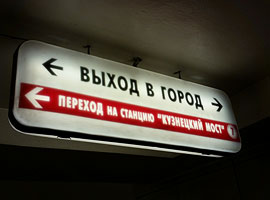 ← ВЫХОД В ГОРОД →
← ПЕРЕХОД НА СТАНЦИЮ "КУЗНЕЦКИЙ МОСТ" 7